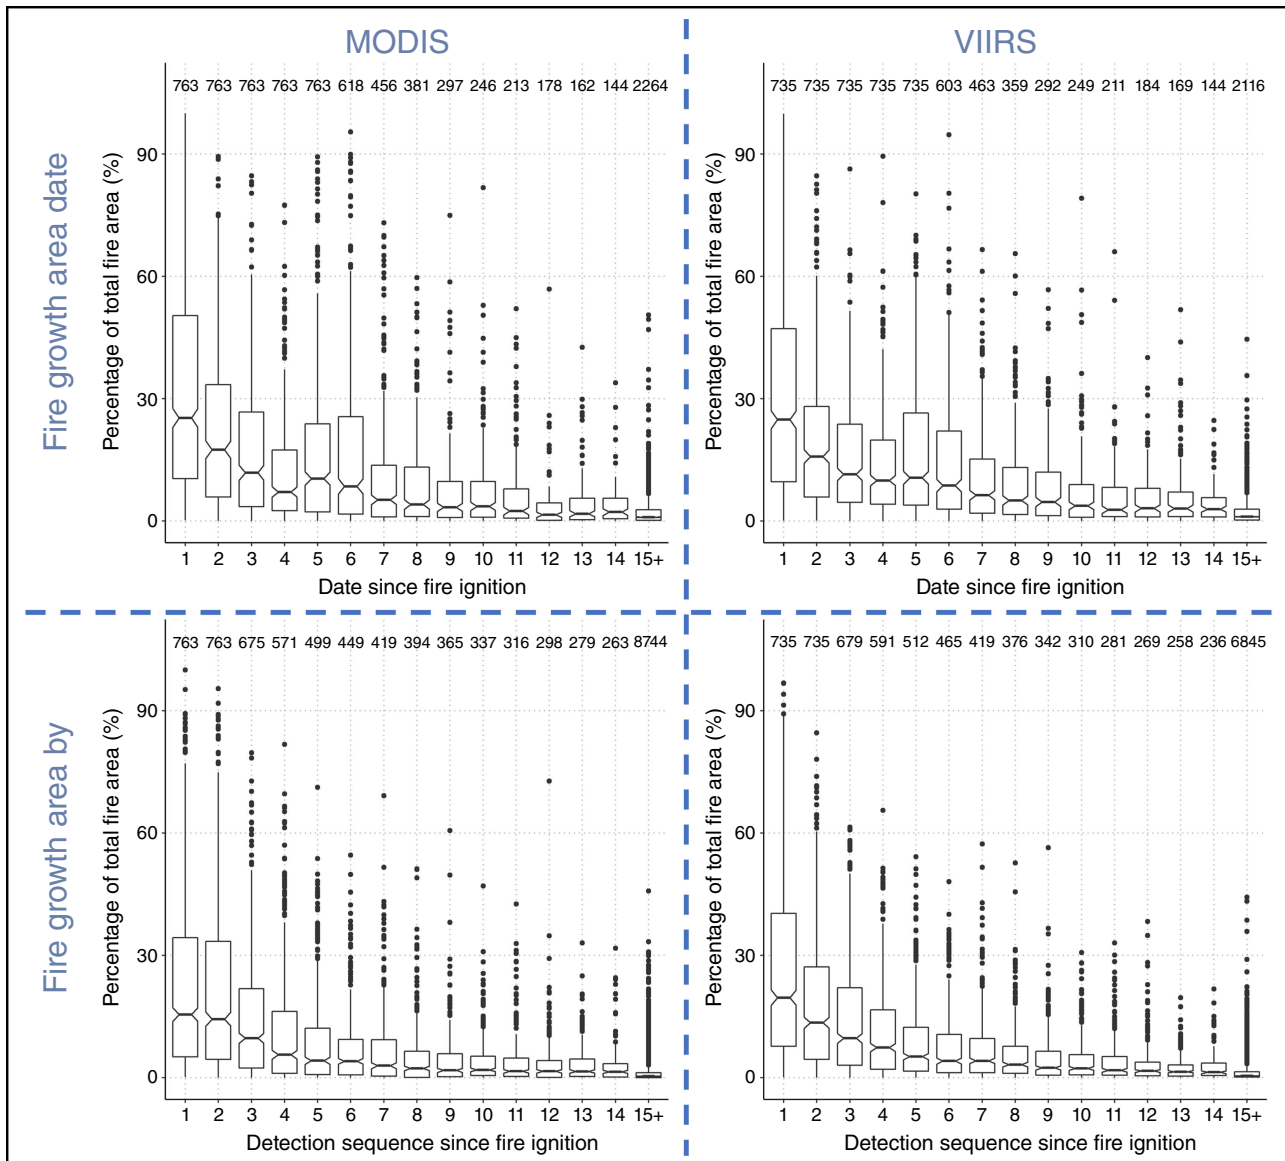 MODIS
VIIRS
Fire growth area date
763 763 763 763 763 618 456 381 297 246 213 178 162 144 2264
Percentage of total fire area (%)
90
60
30
0
1 2 3 4 5 6 7 8 9 10 11 12 13 14 15+
Date since fire ignition
735 735 735 735 735 603 463 359 292 249 211 184 169 144 2116
Percentage of total fire area (%)
90
60
30
0
1 2 3 4 5 6 7 8 9 10 11 12 13 14 15+
Date since fire ignition
Fire growth area by
763 763 675 571 499 449 419 394 365 337 316 298 279 263 8744
Percentage of total fire area (%)
90
60
30
0
1 2 3 4 5 6 7 8 9 10 11 12 13 14 15+
Detection sequence since fire ignition
735 735 679 591 512 465 419 376 342 310 281 269 258 236 6845
Percentage of total fire area (%)
90
60
30
0
1 2 3 4 5 6 7 8 9 10 11 12 13 14 15+
Detection sequence since fire ignition